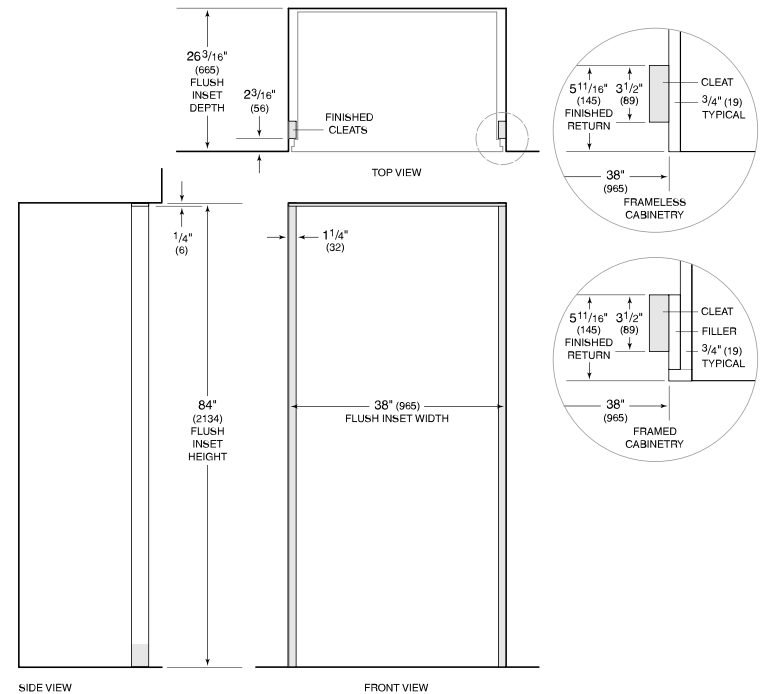 26 3/16"
(665)
FLUSH
INSET
DEPTH
2 3/16"
(56)
FINISHED
CLEATS
TOP VIEW
5 11/16"
(145)
FINISHED
RETURN
3 1/2"
(89)
CLEAT
3/4" (19)
TYPICAL
38"
(965)
FRAMELESS
CABINETRY
1/4"
(6)
1 1/4"
(32)
5 11/16"
(145)
FINISHED
RETURN
3 1/2"
(89)
CLEAT
FILLER
3/4" (19)
TYPICAL
38"
(965)
FRAMED
CABINETRY
84"
(2134)
FLUSH
INSET
HEIGHT
38" (965)
FLUSH INSET WIDTH
SIDE VIEW
FRONT VIEW